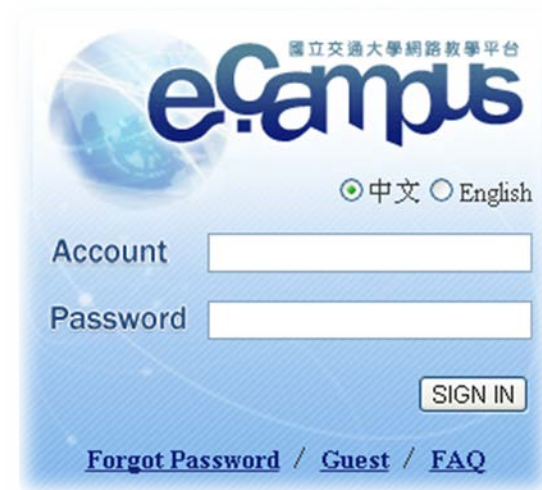 國立交通大學網路教學平台
eCampus
中文 English
Account
Password
SIGN IN
Forgot Password / Guest / FAQ